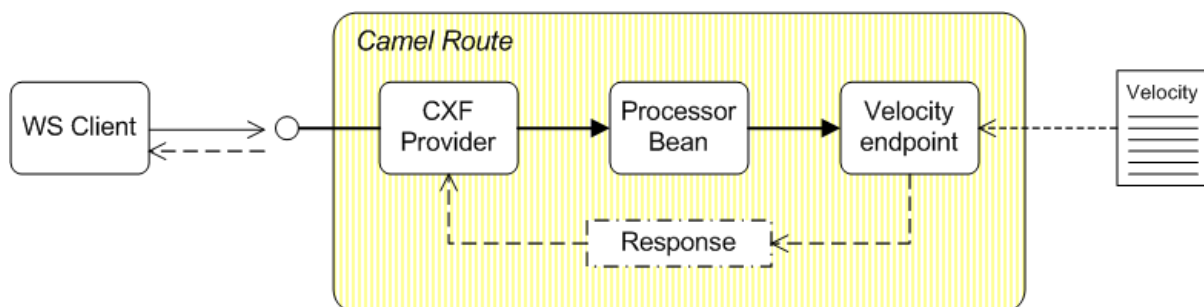 Camel Route
WS Client
CXF
Provider
Processor
Bean
Velocity
endpoint
Velocity
Response